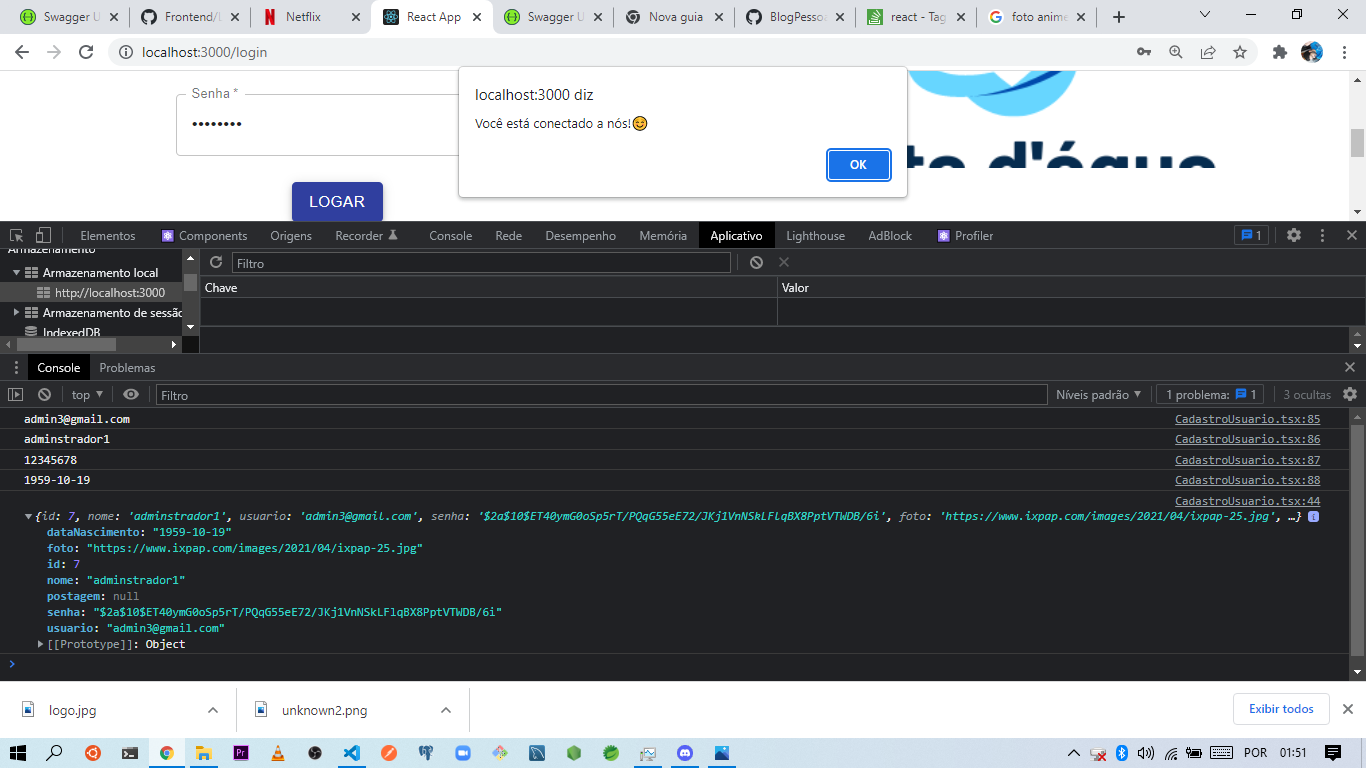 Swagger U
Frontend/L
Netflix
React App
Swagger U
Nova guia
BlogPessoa
react - Tag
foto anime
localhost:3000/login
Senha *
••••••••
LOGAR
localhost:3000 diz
Você está conectado a nós!😊
OK
d'água
Elementos Components Origens Recorder Console Rede Desempenho Memória Aplicativo Lighthouse AdBlock Profiler 1
Armazenamento
Filtro
Armazenamento local
Chave Valor
http://localhost:3000
Armazenamento de sessão
IndexedDB
Console Problemas
top Filtro Níveis padrão 1 problema: 1 3 ocultas
admin3@gmail.com CadastroUsuario.tsx:85
adminstrador1 CadastroUsuario.tsx:86
12345678 CadastroUsuario.tsx:87
1959-10-19 CadastroUsuario.tsx:88
CadastroUsuario.tsx:44
{id: 7, nome: 'adminstrador1', usuario: 'admin3@gmail.com', senha: '$2a$10$ET40ymG0oSp5rT/PQqG55eE72/JKj1VnNSkLFlqBX8PptVTWDB/6i', foto: 'https://www.ixpap.com/images/2021/04/ixpap-25.jpg', …} i
dataNascimento: "1959-10-19"
foto: "https://www.ixpap.com/images/2021/04/ixpap-25.jpg"
id: 7
nome: "adminstrador1"
postagem: null
senha: "$2a$10$ET40ymG0oSp5rT/PQqG55eE72/JKj1VnNSkLFlqBX8PptVTWDB/6i"
usuario: "admin3@gmail.com"
[[Prototype]]: Object
logo.jpg
unknown2.png
Exibir todos
Pr
POR 01:51